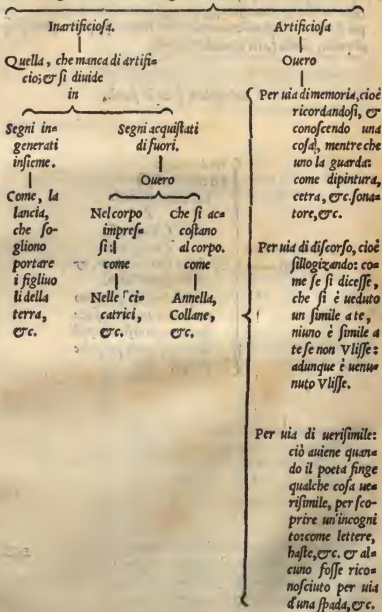 Inartificioſa.
Quella, che manca di artifi=
cio; & ſi diuide
in
Segni in=
generati
inſieme.
Come, la
lancia,
che ſo=
gliono
portare
i figliuo
li della
terra,
&c.
Segni acquiſtati
di fuori.
Ouero
Nel corpo
impreſ=
ſi:
come
Nelle ci=
catrici,
&c.
Che ſi ac=
coſtano
al corpo.
come
Annella,
Collane,
&c.
Artificioſa
Ouero
Per uia di memoria, cioè
ricordandoſi, &
conoſcendo una
coſa, mentre che
uno la guarda:
come dipintura,
cetra, &c. ſona=
tore, &c.
Per uia di diſcorſo, cioè
ſillogizando: co=
me ſe ſi diceſſe,
che ſi è ueduto
un ſimile a te,
niuno è ſimile a
te ſe non Vliſſe:
adunque è uenu=
nuto Vliſſe.
Per uia di ueriſimile:
ciò auiene quan=
do il poeta finge
qualche coſa ue=
riſimile, per ſco=
prire un'incogni
to: come lettere,
haſte, &c. & al=
cuno foſſe rico=
noſciuto per uia
d'una ſpada, &c.